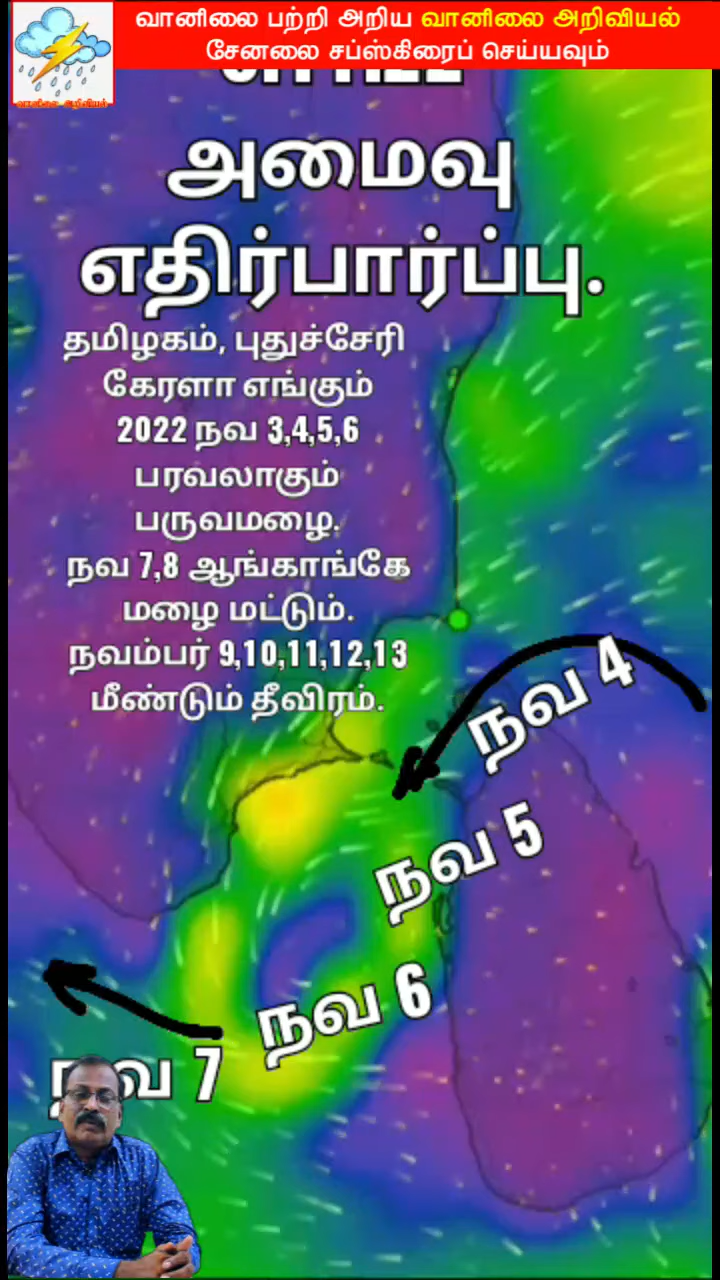 வானிலை பற்றி அறிய வானிலை அறிவியல்
சேனலை சப்ஸ்கிரைப் செய்யவும்
வானிலை அறிவியல்
அமைவு
எதிர்பார்ப்பு.
தமிழகம், புதுச்சேரி
கேரளா எங்கும்
2022 நவ 3,4,5,6
பரவலாகும்
பருவமழை.
நவ 7,8 ஆங்காங்கே
மழை மட்டும்.
நவம்பர் 9,10,11,12,13
மீண்டும் தீவிரம்.
நவ 4
நவ 5
நவ 6
நவ 7